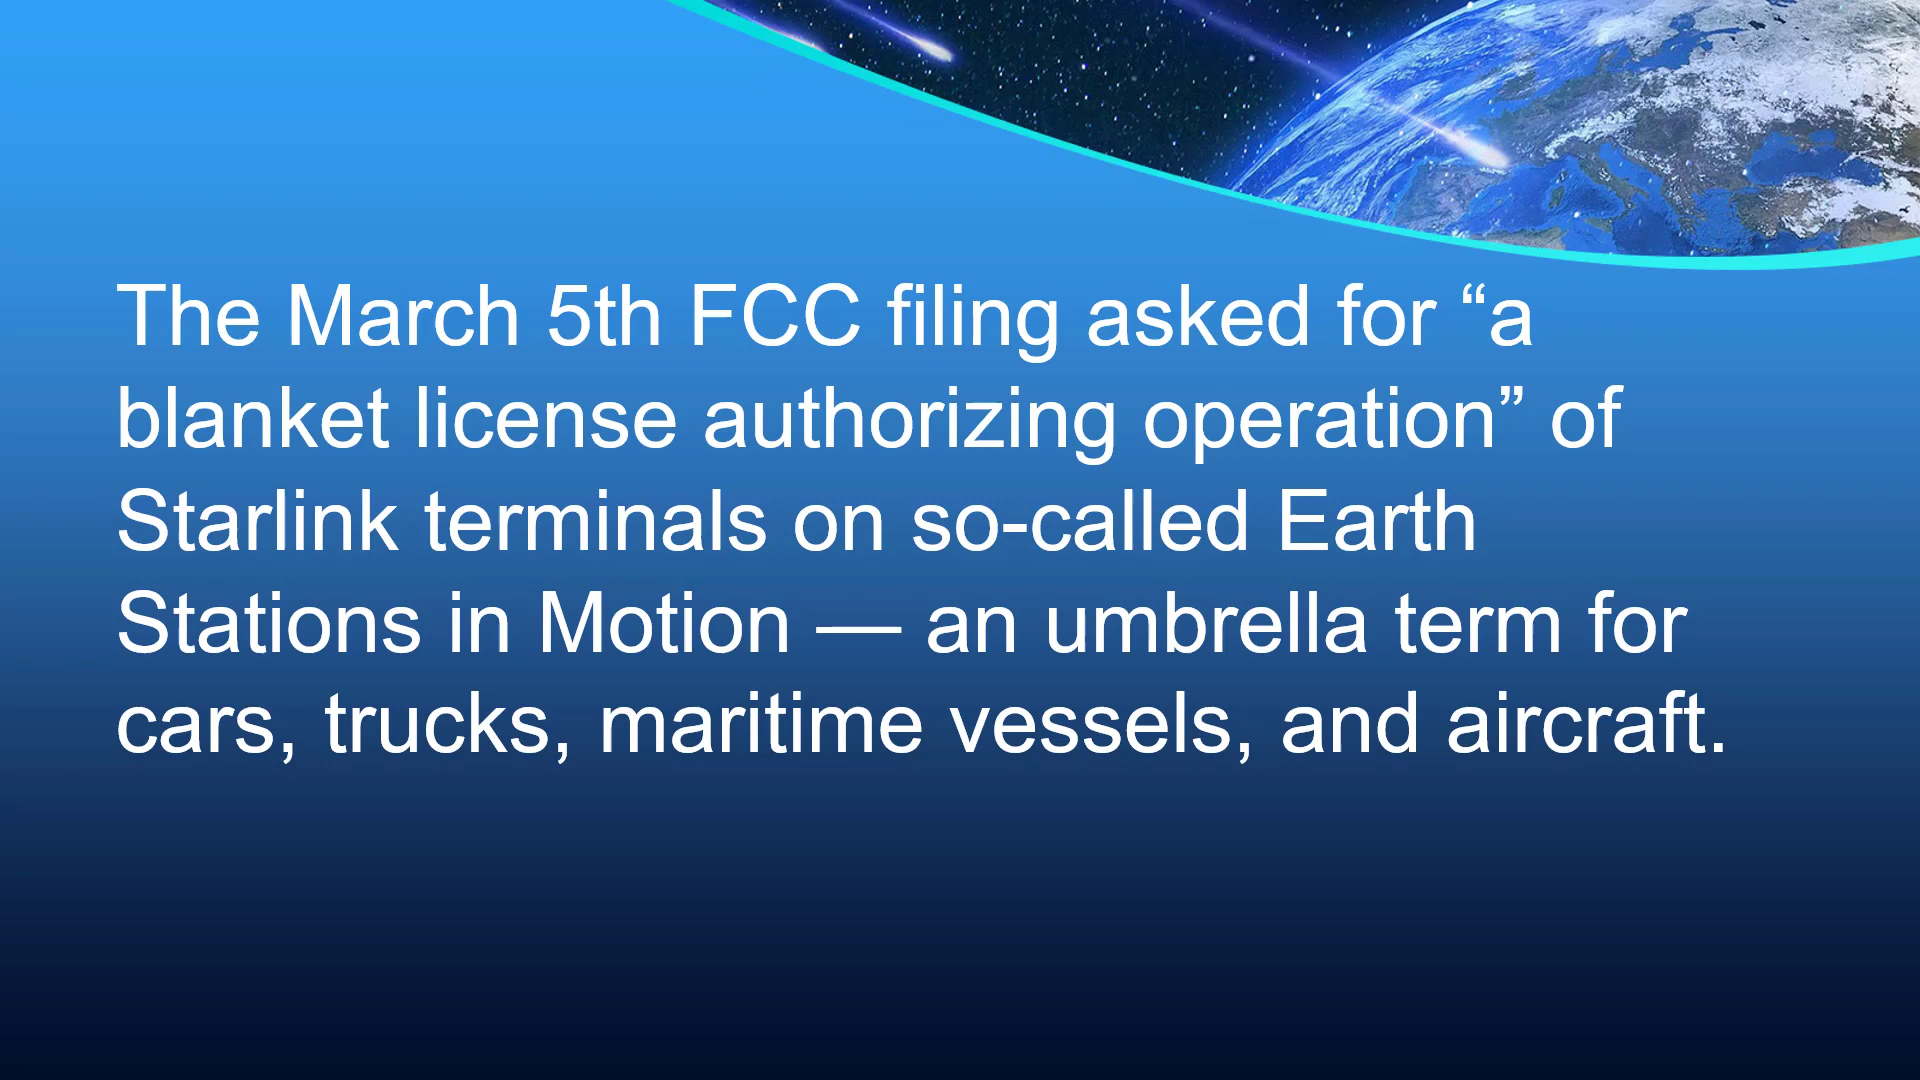 The March 5th FCC filing asked for “a
blanket license authorizing operation” of
Starlink terminals on so-called Earth
Stations in Motion — an umbrella term for
cars, trucks, maritime vessels, and aircraft.